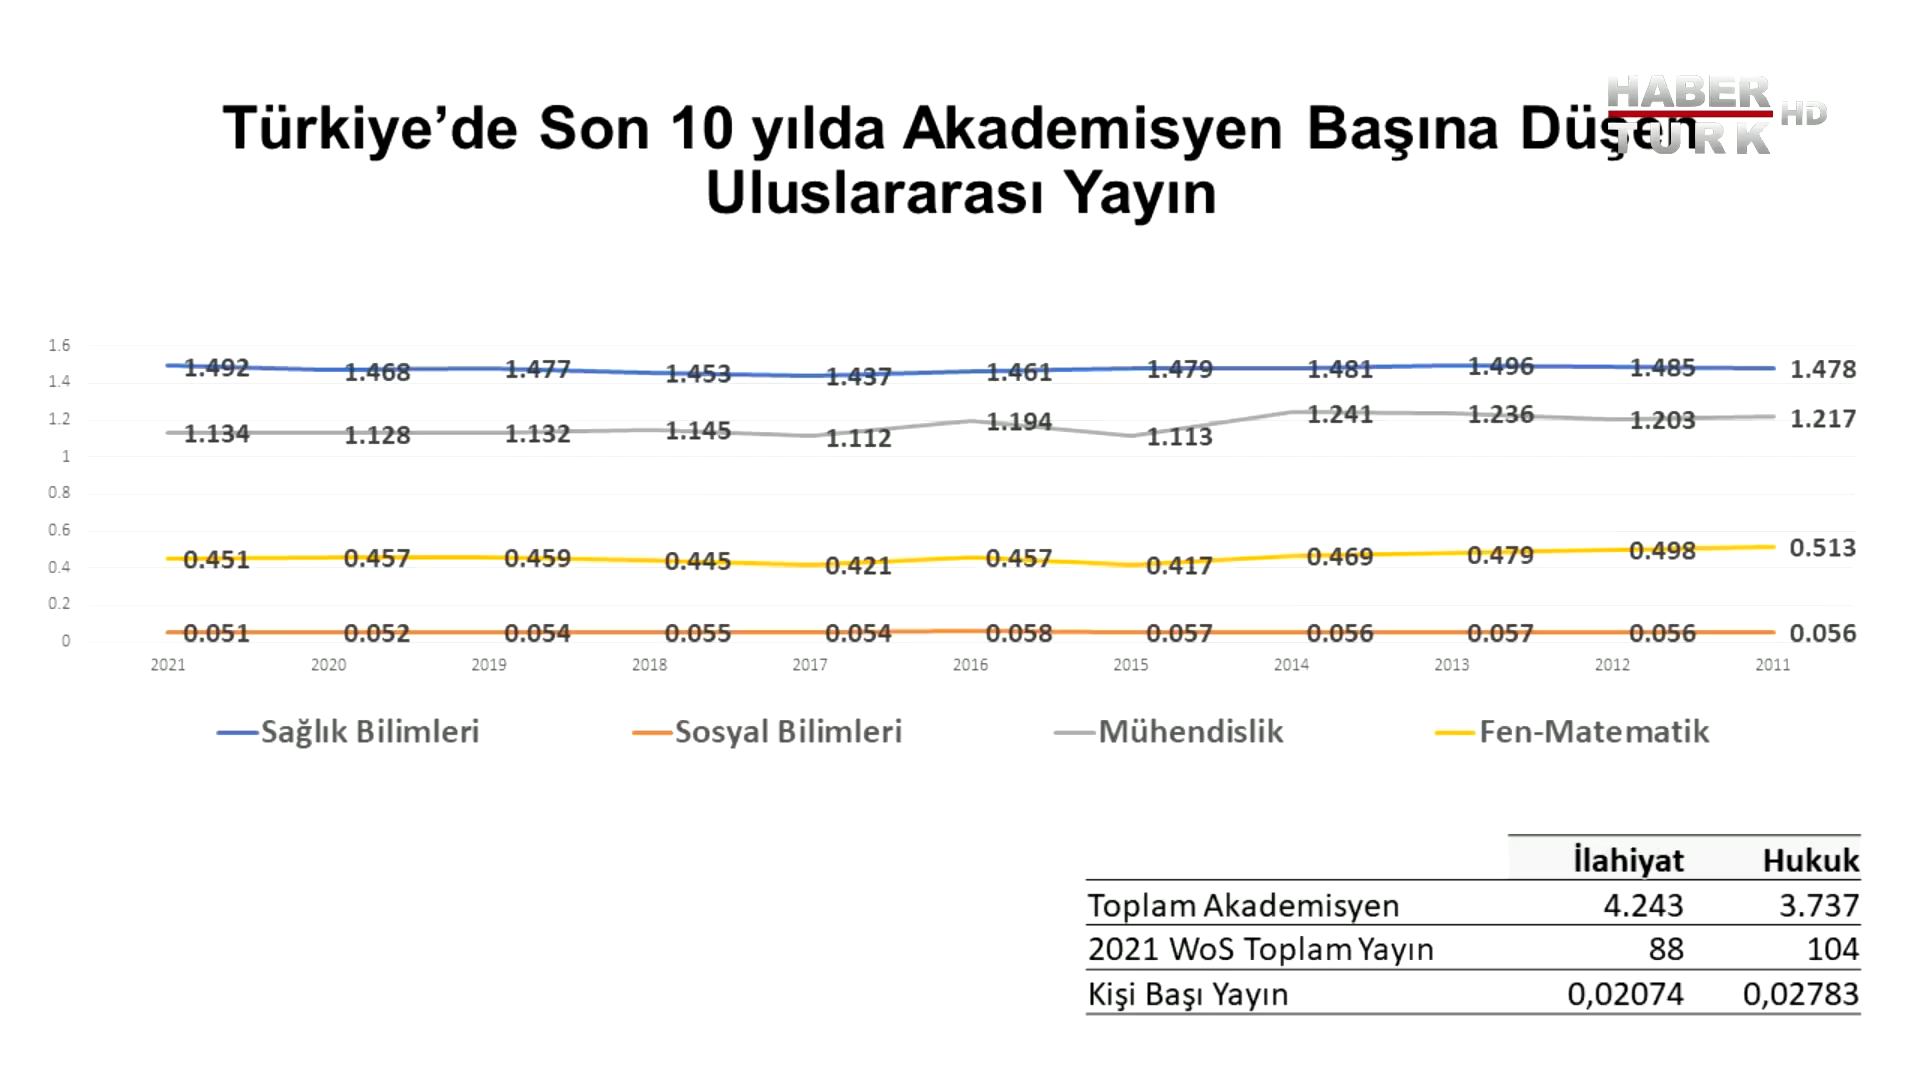 HABER
TURK HD
Türkiye’de Son 10 yılda Akademisyen Başına Düşen
Uluslararası Yayın
1.6
1.4
1.2
1
0.8
0.6
0.4
0.2
0
1.492 1.468 1.477 1.453 1.437 1.461 1.479 1.481 1.496 1.485 1.478
1.134 1.128 1.132 1.145 1.112 1.194 1.113 1.241 1.236 1.203 1.217
0.451 0.457 0.459 0.445 0.421 0.457 0.417 0.469 0.479 0.498 0.513
0.051 0.052 0.054 0.055 0.054 0.058 0.057 0.056 0.057 0.056 0.056
2021 2020 2019 2018 2017 2016 2015 2014 2013 2012 2011
Sağlık Bilimleri Sosyal Bilimleri Mühendislik Fen-Matematik
İlahiyat Hukuk
Toplam Akademisyen 4.243 3.737
2021 WoS Toplam Yayın 88 104
Kişi Başı Yayın 0,02074 0,02783